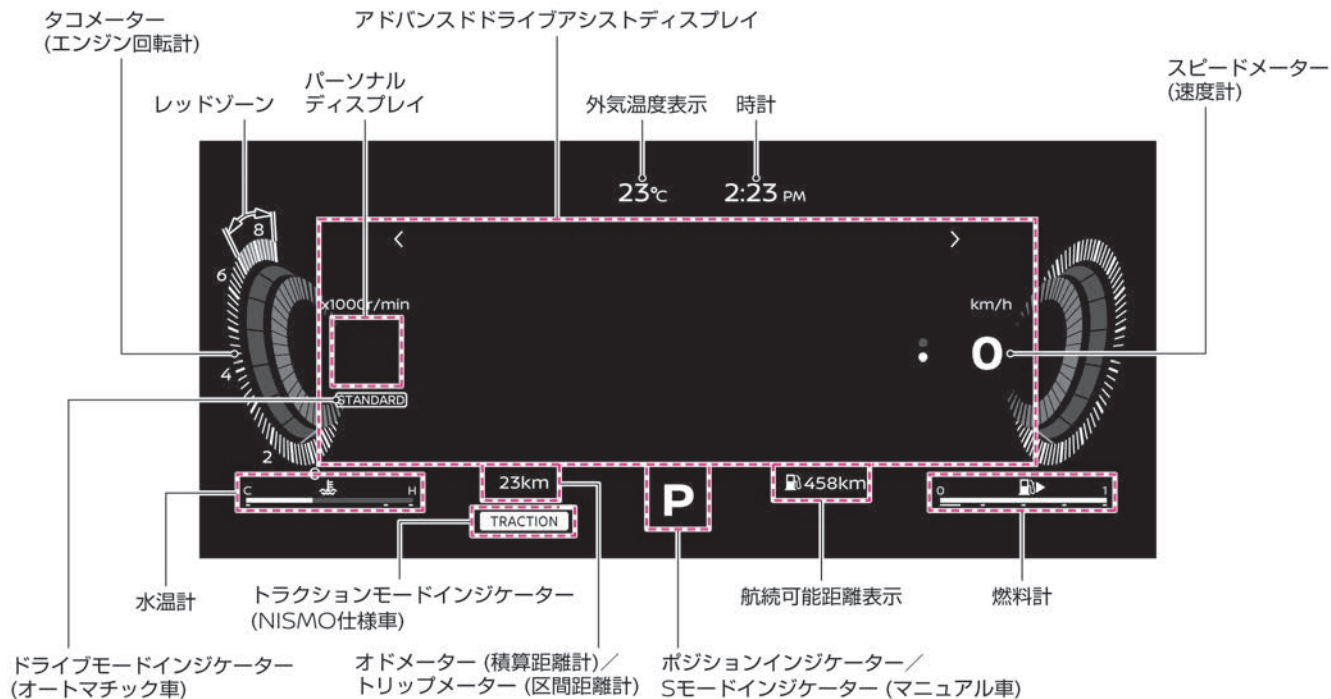 タコメーター
(エンジン回転計)
アドバンスドドライブアシストディスプレイ
スピードメーター
(速度計)
レッドゾーン
パーソナル
ディスプレイ
外気温度表示
時計
23℃
2:23 PM
8
6
4
2
0
x1000r/min
km/h
0
STANDARD
C
H
23km
TRACTION
P
458km
0
1
水温計
トラクションモードインジケーター
(NISMO仕様車)
航続可能距離表示
燃料計
ドライブモードインジケーター
(オートマチック車)
オドメーター (積算距離計)／
トリップメーター (区間距離計)
ポジションインジケーター／
Sモードインジケーター (マニュアル車)